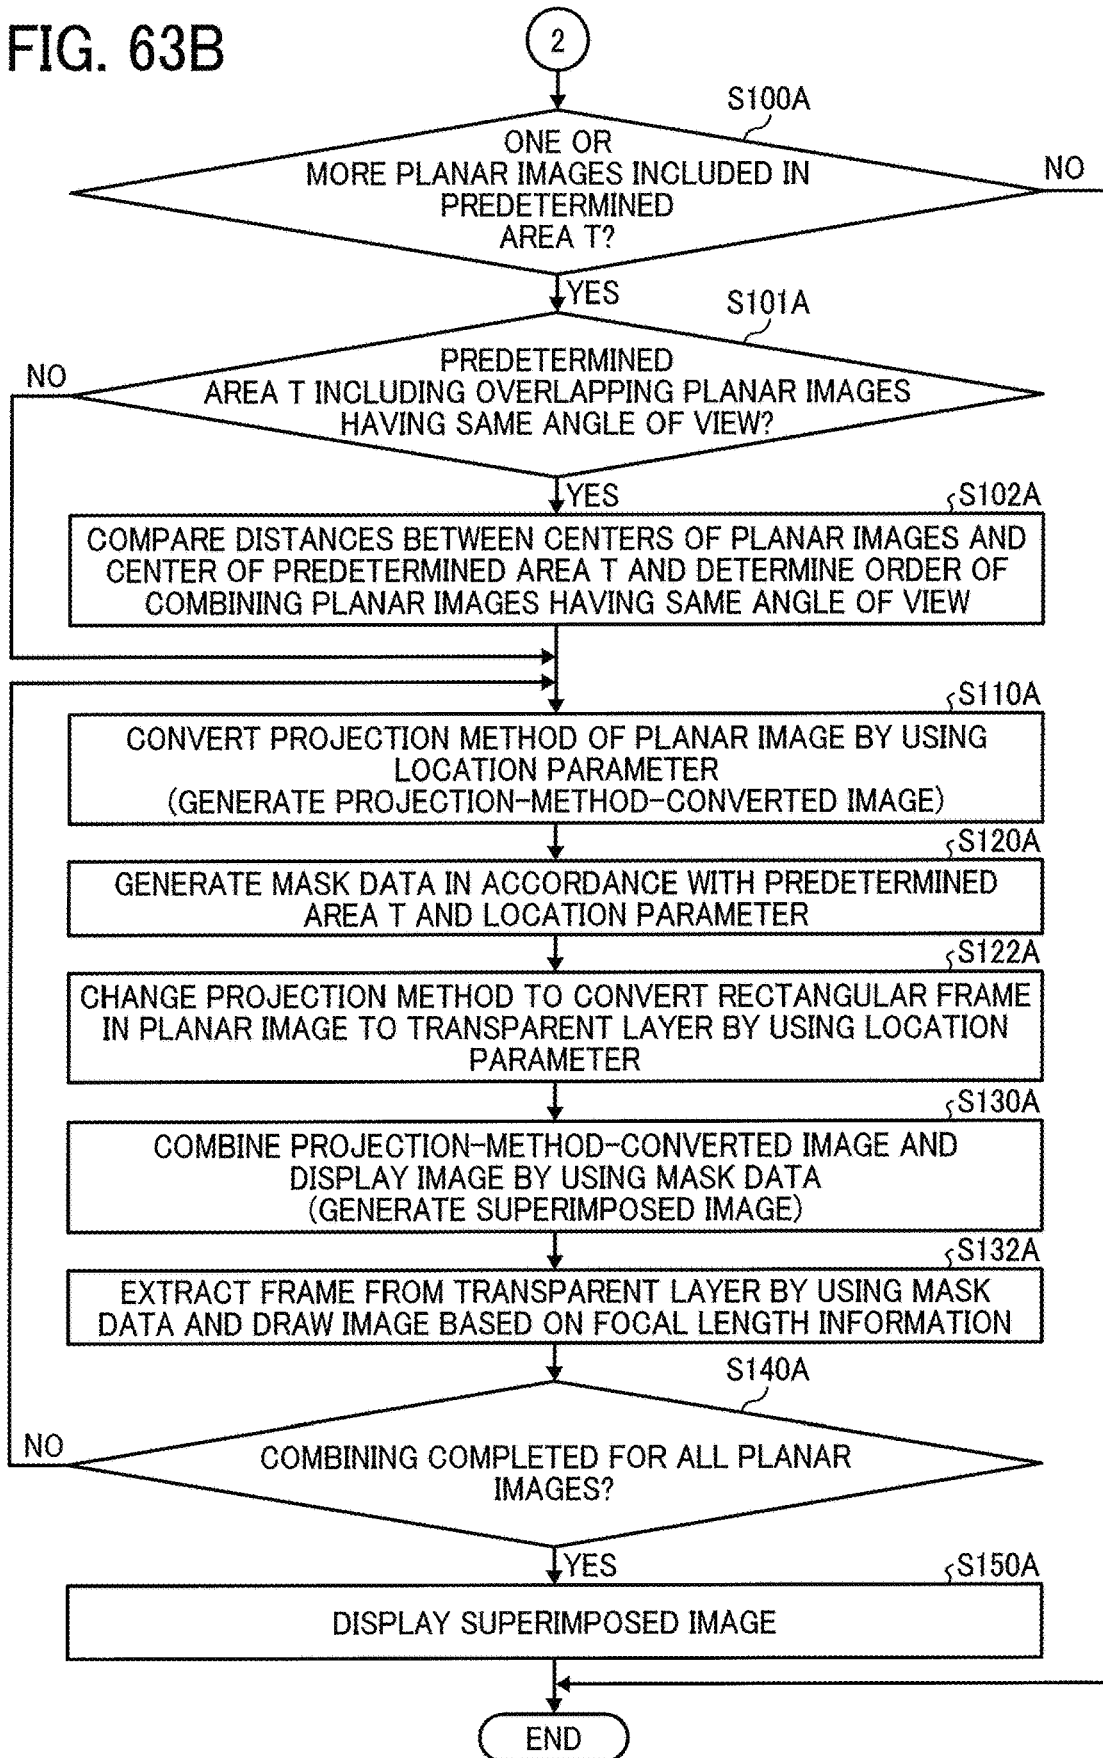 FIG. 63B
2
S100A
ONE OR
MORE PLANAR IMAGES INCLUDED IN
PREDETERMINED
AREA T?
NO
YES
S101A
PREDETERMINED
AREA T INCLUDING OVERLAPPING PLANAR IMAGES
HAVING SAME ANGLE OF VIEW?
NO
YES
S102A
COMPARE DISTANCES BETWEEN CENTERS OF PLANAR IMAGES AND
CENTER OF PREDETERMINED AREA T AND DETERMINE ORDER OF
COMBINING PLANAR IMAGES HAVING SAME ANGLE OF VIEW
S110A
CONVERT PROJECTION METHOD OF PLANAR IMAGE BY USING
LOCATION PARAMETER
(GENERATE PROJECTION-METHOD-CONVERTED IMAGE)
S120A
GENERATE MASK DATA IN ACCORDANCE WITH PREDETERMINED
AREA T AND LOCATION PARAMETER
S122A
CHANGE PROJECTION METHOD TO CONVERT RECTANGULAR FRAME
IN PLANAR IMAGE TO TRANSPARENT LAYER BY USING LOCATION
PARAMETER
S130A
COMBINE PROJECTION-METHOD-CONVERTED IMAGE AND
DISPLAY IMAGE BY USING MASK DATA
(GENERATE SUPERIMPOSED IMAGE)
S132A
EXTRACT FRAME FROM TRANSPARENT LAYER BY USING MASK
DATA AND DRAW IMAGE BASED ON FOCAL LENGTH INFORMATION
S140A
COMBINING COMPLETED FOR ALL PLANAR
IMAGES?
NO
YES
S150A
DISPLAY SUPERIMPOSED IMAGE
END